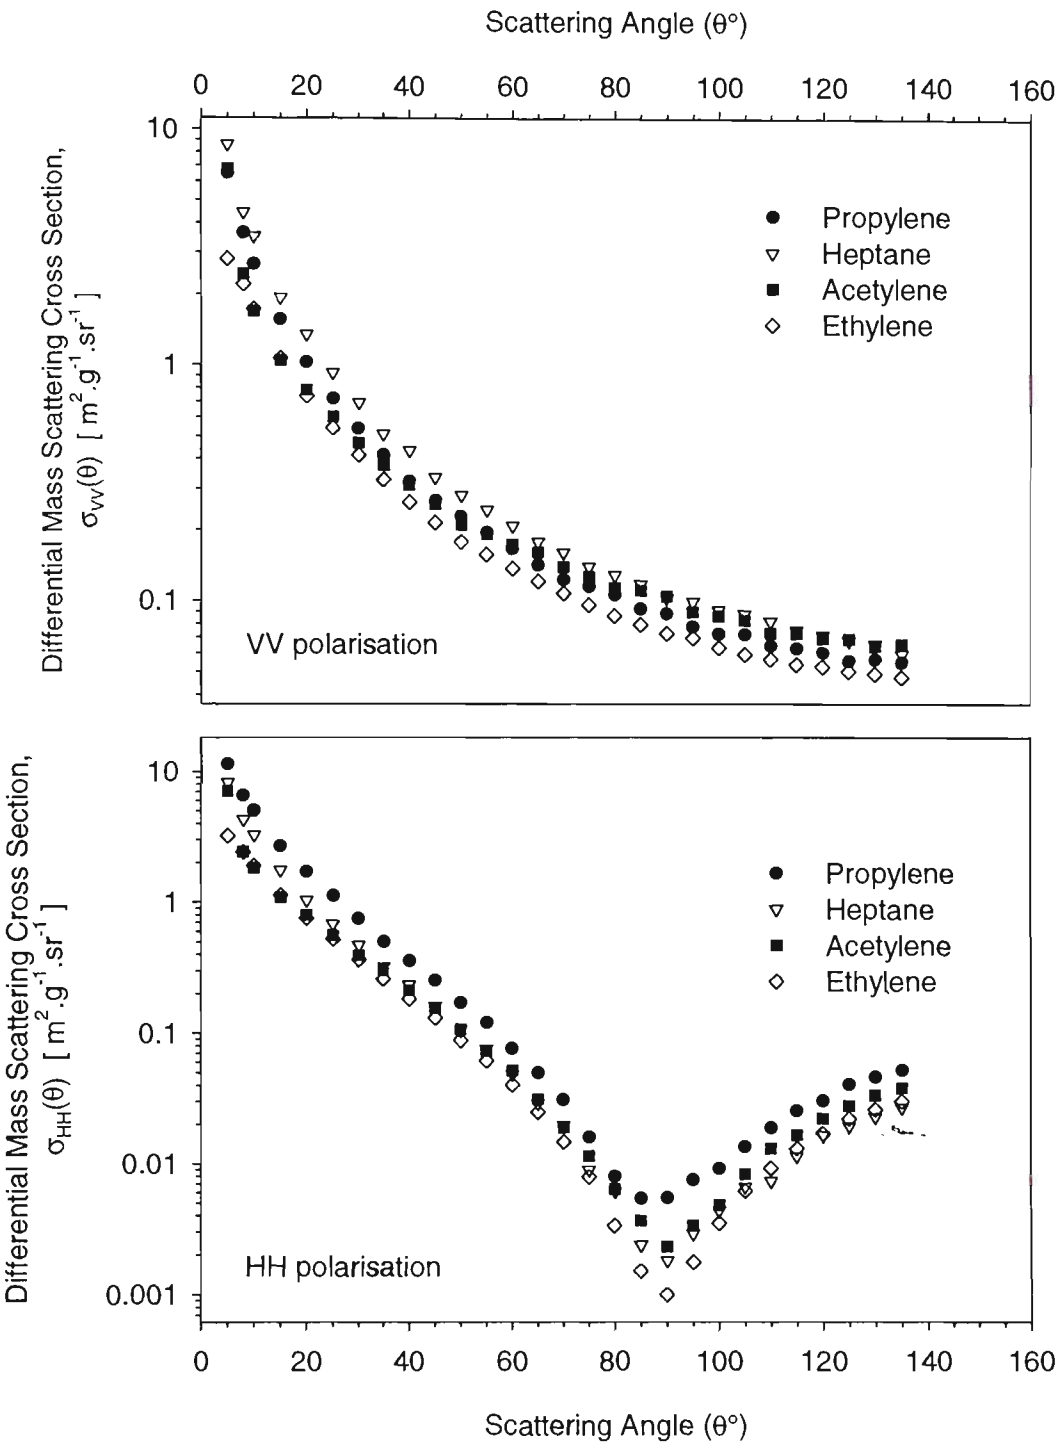 Scattering Angle (θ°)
0 20 40 60 80 100 120 140 160
Differential Mass Scattering Cross Section,
σVV(θ) [ m².g⁻¹.sr⁻¹ ]
10
1
0.1
Propylene
Heptane
Acetylene
Ethylene
VV polarisation
Differential Mass Scattering Cross Section,
σHH(θ) [ m².g⁻¹.sr⁻¹ ]
10
1
0.1
0.01
0.001
Propylene
Heptane
Acetylene
Ethylene
HH polarisation
0 20 40 60 80 100 120 140 160
Scattering Angle (θ°)